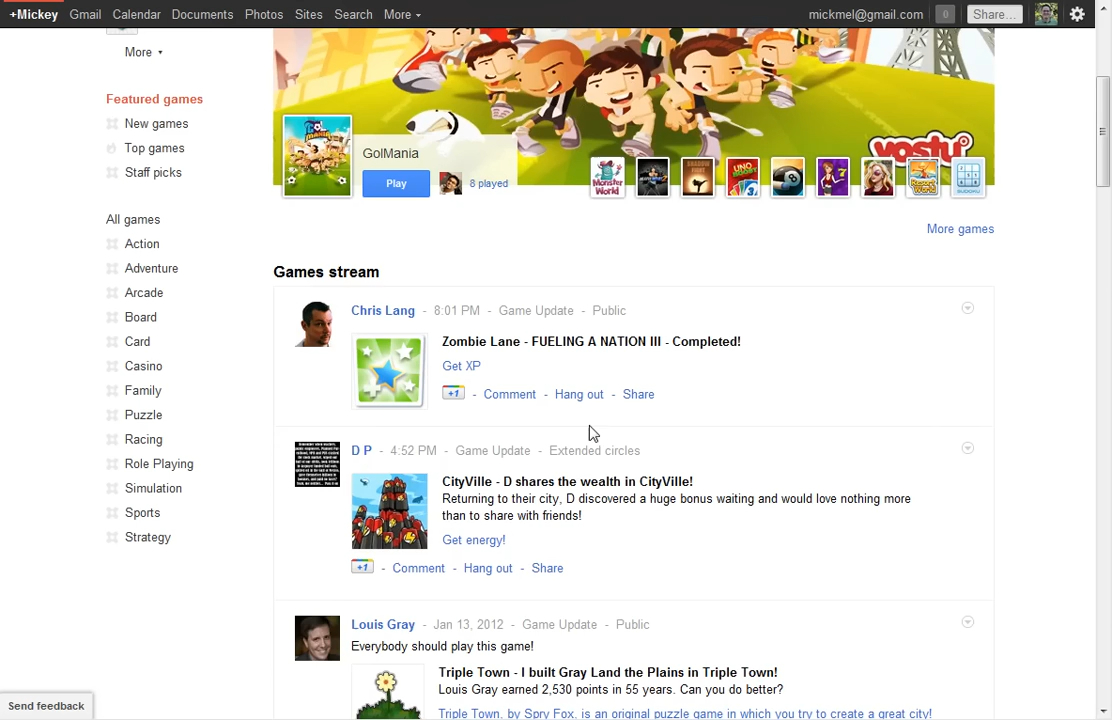 +Mickey Gmail Calendar Documents Photos Sites Search More mickmel@gmail.com 0 Share...
More
Featured games
New games
Top games
Staff picks
All games
Action
Adventure
Arcade
Board
Card
Casino
Family
Puzzle
Racing
Role Playing
Simulation
Sports
Strategy
Send feedback
vostu
GolMania
Play 8 played
More games
Games stream
Chris Lang - 8:01 PM - Game Update - Public
Zombie Lane - FUELING A NATION III - Completed!
Get XP
+1 - Comment - Hang out - Share
D P - 4:52 PM - Game Update - Extended circles
CityVille - D shares the wealth in CityVille!
Returning to their city, D discovered a huge bonus waiting and would love nothing more
than to share with friends!
Get energy!
+1 - Comment - Hang out - Share
Louis Gray - Jan 13, 2012 - Game Update - Public
Everybody should play this game!
Triple Town - I built Gray Land the Plains in Triple Town!
Louis Gray earned 2,530 points in 55 years. Can you do better?
Triple Town, by Spry Fox, is an original puzzle game in which you try to create a great city!